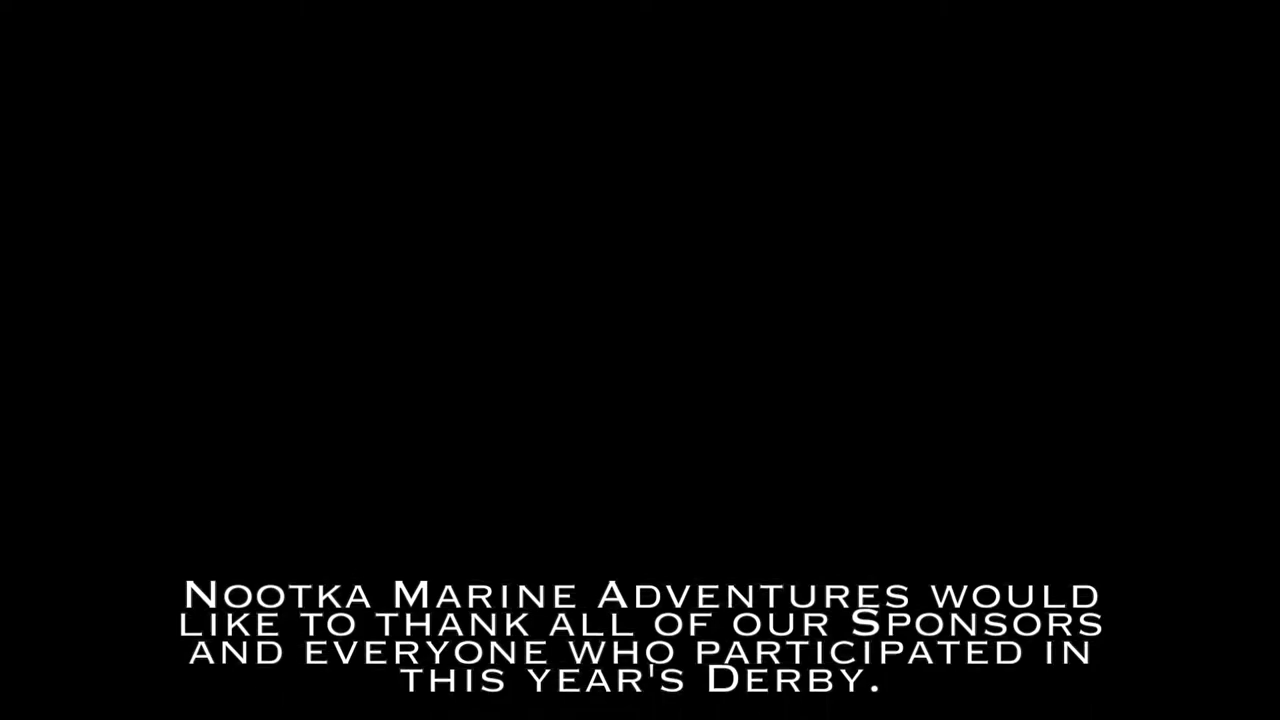 Nootka Marine Adventures would
like to thank all of our Sponsors
and everyone who participated in
this year's Derby.